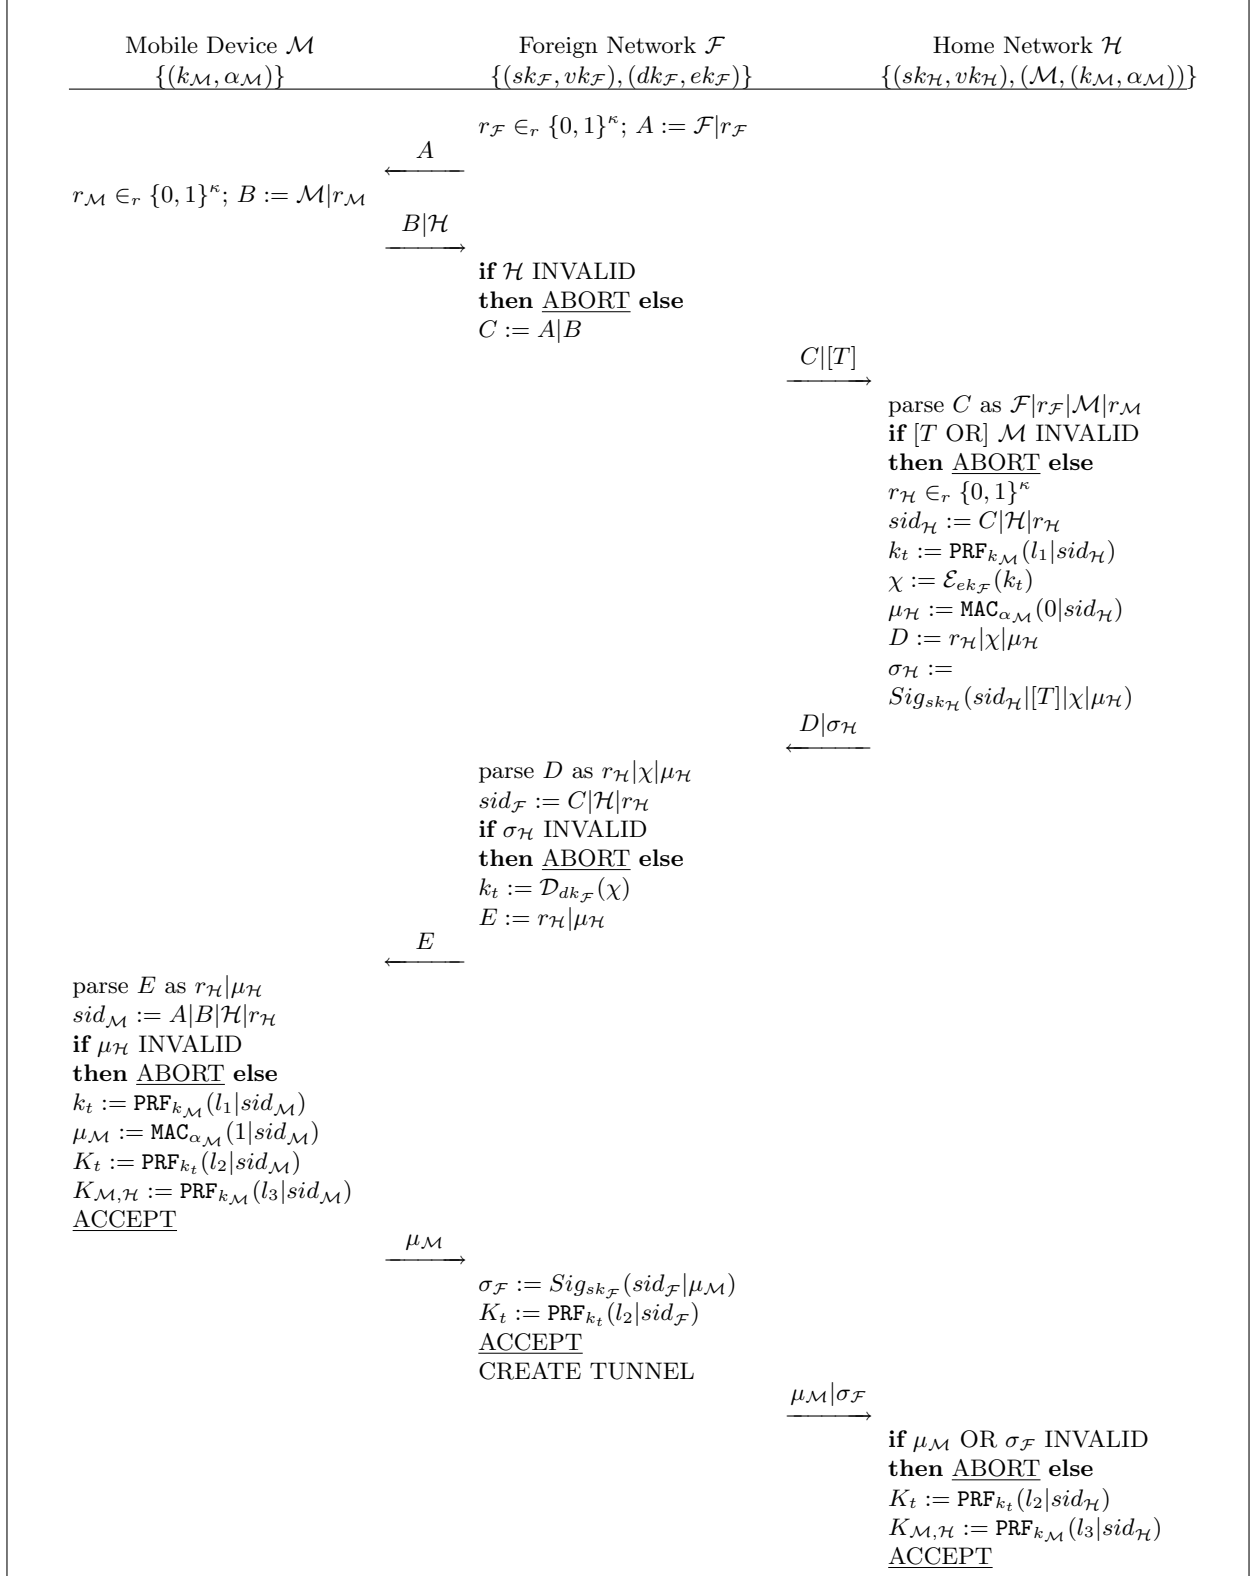 Mobile Device ℳ Foreign Network ℱ Home Network ℋ
{(k_ℳ, α_ℳ)} {(sk_ℱ, vk_ℱ), (dk_ℱ, ek_ℱ)} {(sk_ℋ, vk_ℋ), (ℳ, (k_ℳ, α_ℳ))}
r_ℱ ∈_r {0, 1}^κ; A := ℱ|r_ℱ
A
r_ℳ ∈_r {0, 1}^κ; B := ℳ|r_ℳ
B|ℋ
if ℋ INVALID
then ABORT else
C := A|B
C|[T]
parse C as ℱ|r_ℱ|ℳ|r_ℳ
if [T OR] ℳ INVALID
then ABORT else
r_ℋ ∈_r {0, 1}^κ
sid_ℋ := C|ℋ|r_ℋ
k_t := PRF_{k_ℳ}(l_1|sid_ℋ)
χ := ℰ_{ek_ℱ}(k_t)
μ_ℋ := MAC_{α_ℳ}(0|sid_ℋ)
D := r_ℋ|χ|μ_ℋ
σ_ℋ :=
Sig_{sk_ℋ}(sid_ℋ|[T]|χ|μ_ℋ)
D|σ_ℋ
parse D as r_ℋ|χ|μ_ℋ
sid_ℱ := C|ℋ|r_ℋ
if σ_ℋ INVALID
then ABORT else
k_t := 𝒟_{dk_ℱ}(χ)
E := r_ℋ|μ_ℋ
E
parse E as r_ℋ|μ_ℋ
sid_ℳ := A|B|ℋ|r_ℋ
if μ_ℋ INVALID
then ABORT else
k_t := PRF_{k_ℳ}(l_1|sid_ℳ)
μ_ℳ := MAC_{α_ℳ}(1|sid_ℳ)
K_t := PRF_{k_t}(l_2|sid_ℳ)
K_{ℳ,ℋ} := PRF_{k_ℳ}(l_3|sid_ℳ)
ACCEPT
μ_ℳ
σ_ℱ := Sig_{sk_ℱ}(sid_ℱ|μ_ℳ)
K_t := PRF_{k_t}(l_2|sid_ℱ)
ACCEPT
CREATE TUNNEL
μ_ℳ|σ_ℱ
if μ_ℳ OR σ_ℱ INVALID
then ABORT else
K_t := PRF_{k_t}(l_2|sid_ℋ)
K_{ℳ,ℋ} := PRF_{k_ℳ}(l_3|sid_ℋ)
ACCEPT